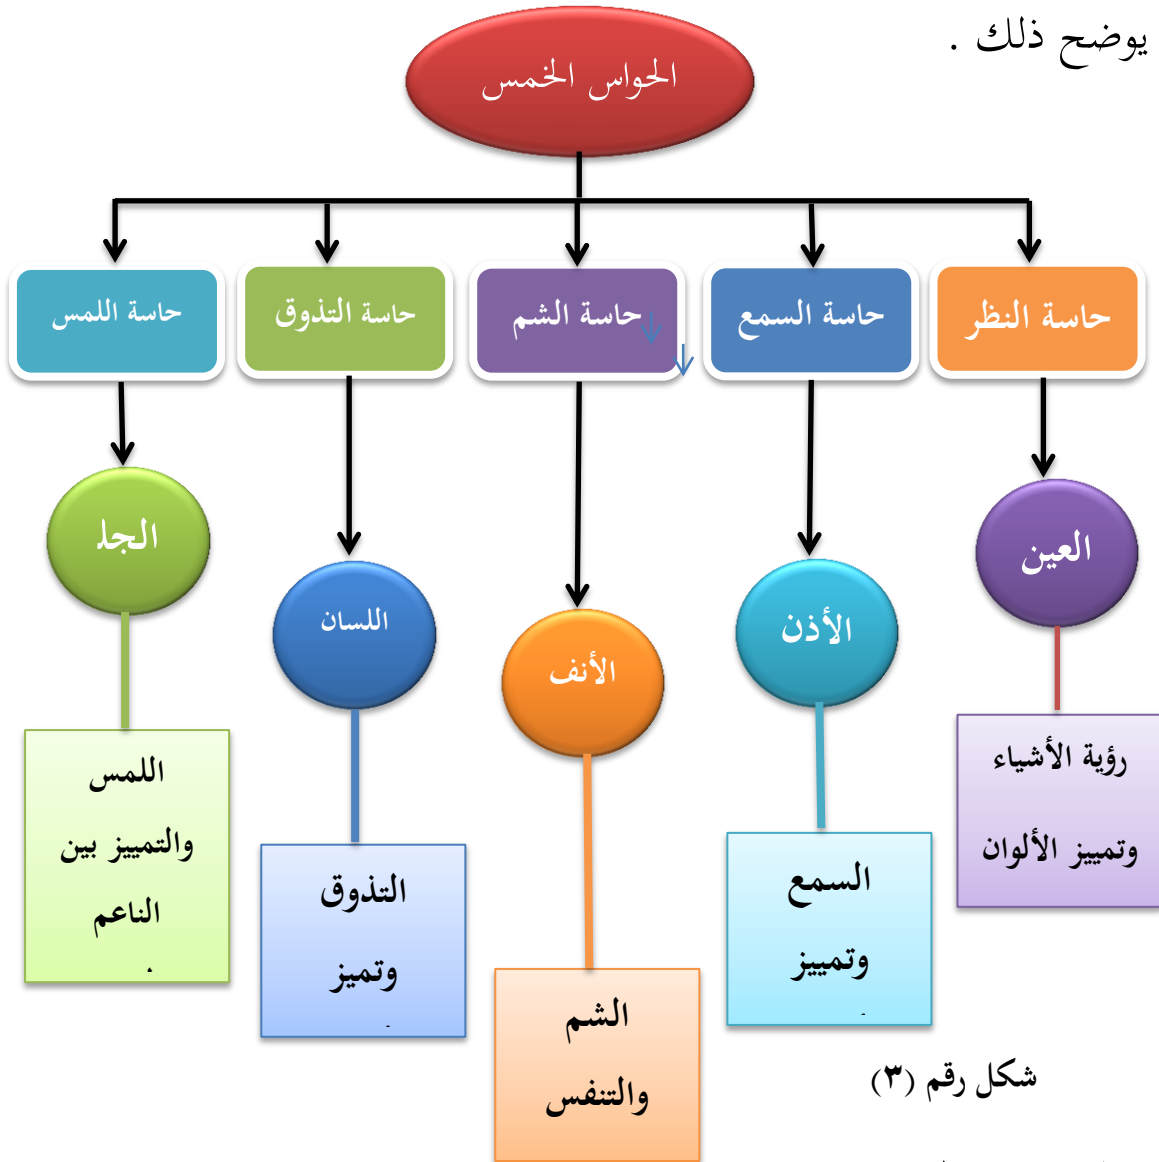 يوضح ذلك .
الحواس الخمس
حاسة النظر
حاسة السمع
حاسة الشم
حاسة التذوق
حاسة اللمس
العين
الأذن
الأنف
اللسان
الجلـ
رؤية الأشياء
وتمييز الألوان
السمع
وتمييز
الشم
والتنفس
التذوق
وتميز
اللمس
والتمييز بين
الناعم
شكل رقم (٣)